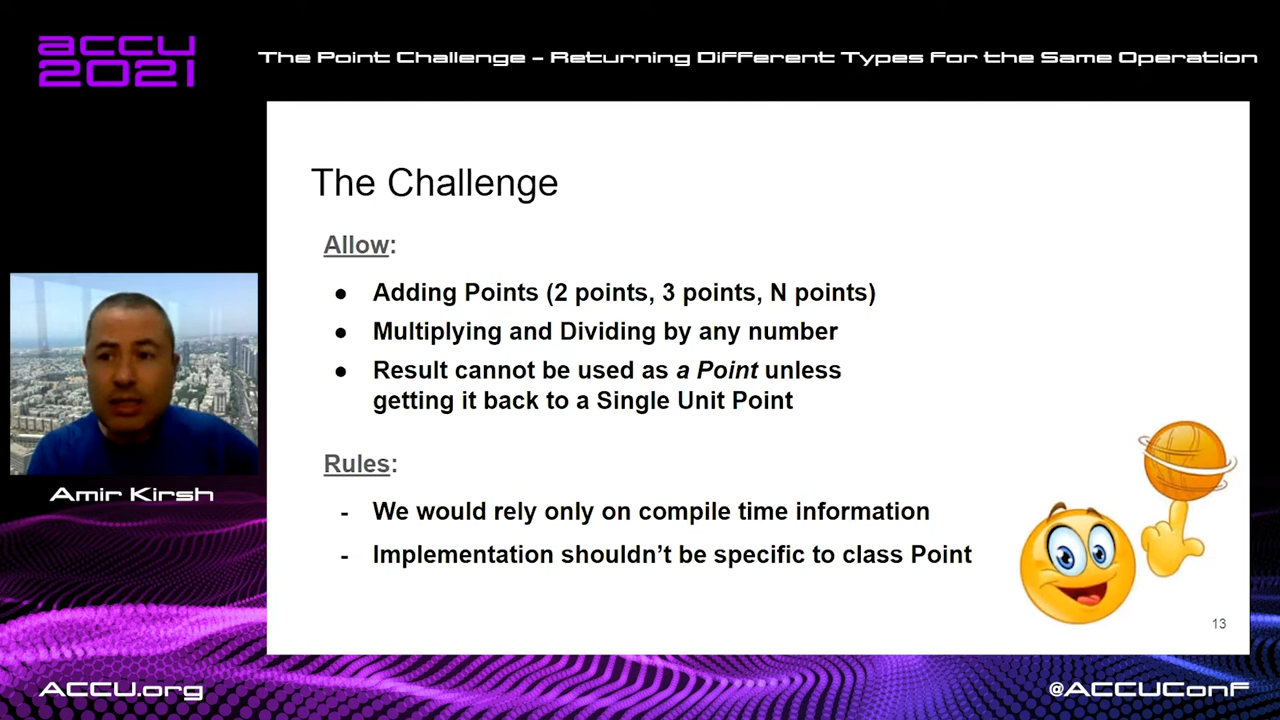 accu
2021
The Point Challenge – Returning Different Types for the Same Operation
The Challenge
Allow:
● Adding Points (2 points, 3 points, N points)
● Multiplying and Dividing by any number
● Result cannot be used as a Point unless
getting it back to a Single Unit Point
Rules:
- We would rely only on compile time information
- Implementation shouldn’t be specific to class Point
13
Amir Kirsh
ACCU.org
@ACCUConf